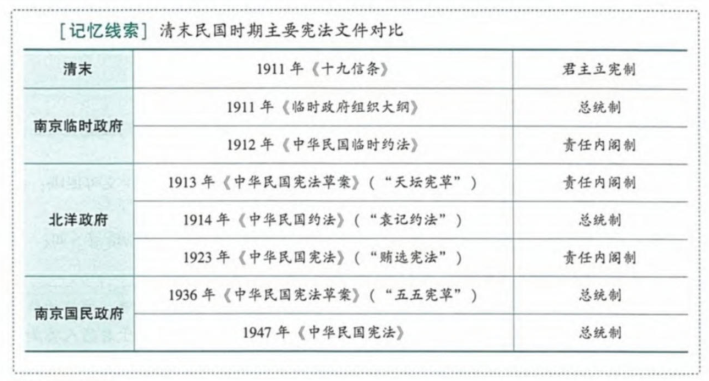 [记忆线索] 清末民国时期主要宪法文件对比
清末 1911 年《十九信条》 君主立宪制
南京临时政府 1911 年《临时政府组织大纲》 总统制
1912 年《中华民国临时约法》 责任内阁制
北洋政府 1913 年《中华民国宪法草案》(“天坛宪草”) 责任内阁制
1914 年《中华民国约法》(“袁记约法”) 总统制
1923 年《中华民国宪法》(“贿选宪法”) 责任内阁制
南京国民政府 1936 年《中华民国宪法草案》(“五五宪草”) 总统制
1947 年《中华民国宪法》 总统制